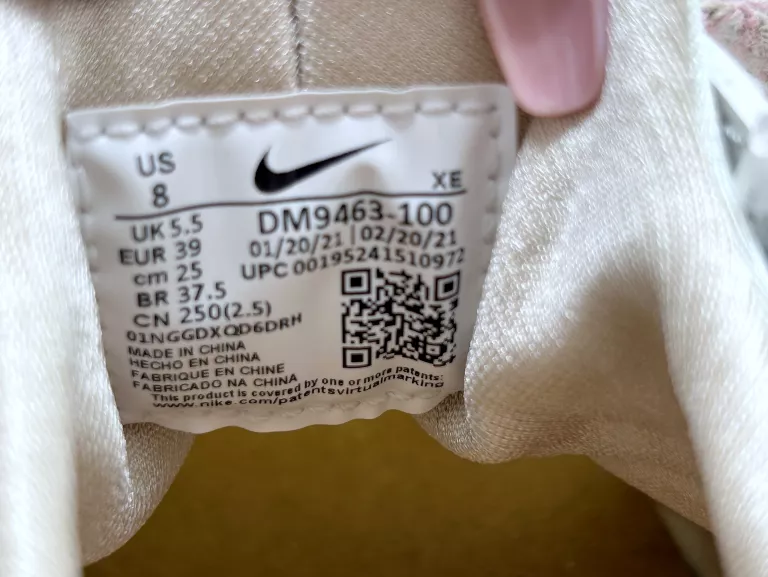 US
8
XE
UK 5.5
EUR 39
cm 25
BR 37.5
CN 250(2.5)
DM9463-100
01/20/21 | 02/20/21
UPC 00195241510972
01NGGDXQD6DRH
MADE IN CHINA
HECHO EN CHINA
FABRIQUE EN CHINE
FABRICADO NA CHINA
This product is covered by one or more patents:
www.nike.com/patentsvirtualmarking